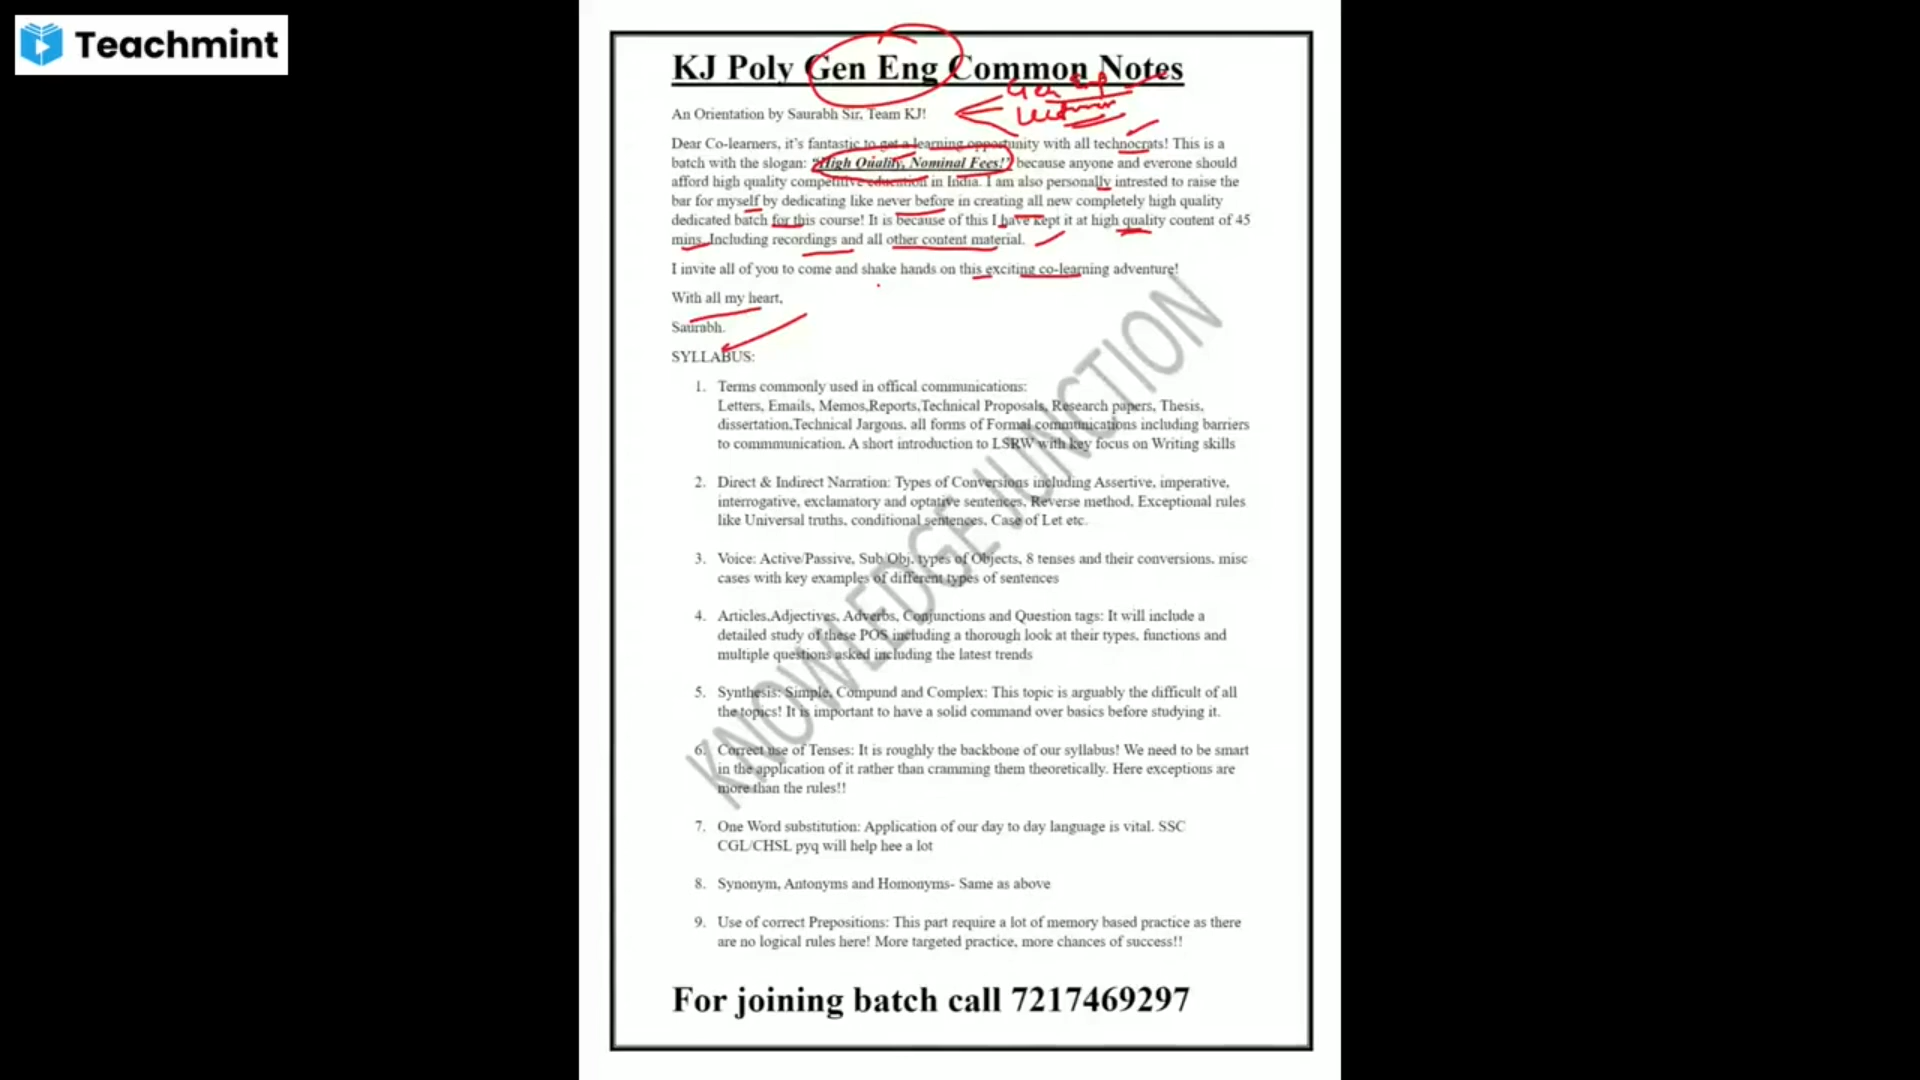 Teachmint
KJ Poly Gen Eng Common Notes
An Orientation by Saurabh Sir, Team KJ!
Dear Co-learners, it's fantastic to get a learning opportunity with all technocrats! This is a
batch with the slogan: "High Quality, Nominal Fees!" because anyone and everone should
afford high quality competitive education in India. I am also personally intrested to raise the
bar for myself by dedicating like never before in creating all new completely high quality
dedicated batch for this course! It is because of this I have kept it at high quality content of 45
mins. Including recordings and all other content material.
I invite all of you to come and shake hands on this exciting co-learning adventure!
With all my heart,
Saurabh.
SYLLABUS:
1. Terms commonly used in offical communications:
Letters, Emails, Memos,Reports,Technical Proposals, Research papers, Thesis,
dissertation,Technical Jargons, all forms of Formal communications including barriers
to commmunication. A short introduction to LSRW with key focus on Writing skills
2. Direct & Indirect Narration: Types of Conversions including Assertive, imperative,
interrogative, exclamatory and optative sentences. Reverse method, Exceptional rules
like Universal truths, conditional sentences, Case of Let etc.
3. Voice: Active/Passive, Sub/Obj, types of Objects, 8 tenses and their conversions, misc
cases with key examples of different types of sentences
4. Articles,Adjectives, Adverbs, Conjunctions and Question tags: It will include a
detailed study of these POS including a thorough look at their types, functions and
multiple questions asked including the latest trends
5. Synthesis: Simple, Compund and Complex: This topic is arguably the difficult of all
the topics! It is important to have a solid command over basics before studying it.
6. Correct use of Tenses: It is roughly the backbone of our syllabus! We need to be smart
in the application of it rather than cramming them theoretically. Here exceptions are
more than the rules!!
7. One Word substitution: Application of our day to day language is vital. SSC
CGL/CHSL pyq will help hee a lot
8. Synonym, Antonyms and Homonyms- Same as above
9. Use of correct Prepositions: This part require a lot of memory based practice as there
are no logical rules here! More targeted practice, more chances of success!!
KNOWLEDGE JUNCTION
For joining batch call 7217469297